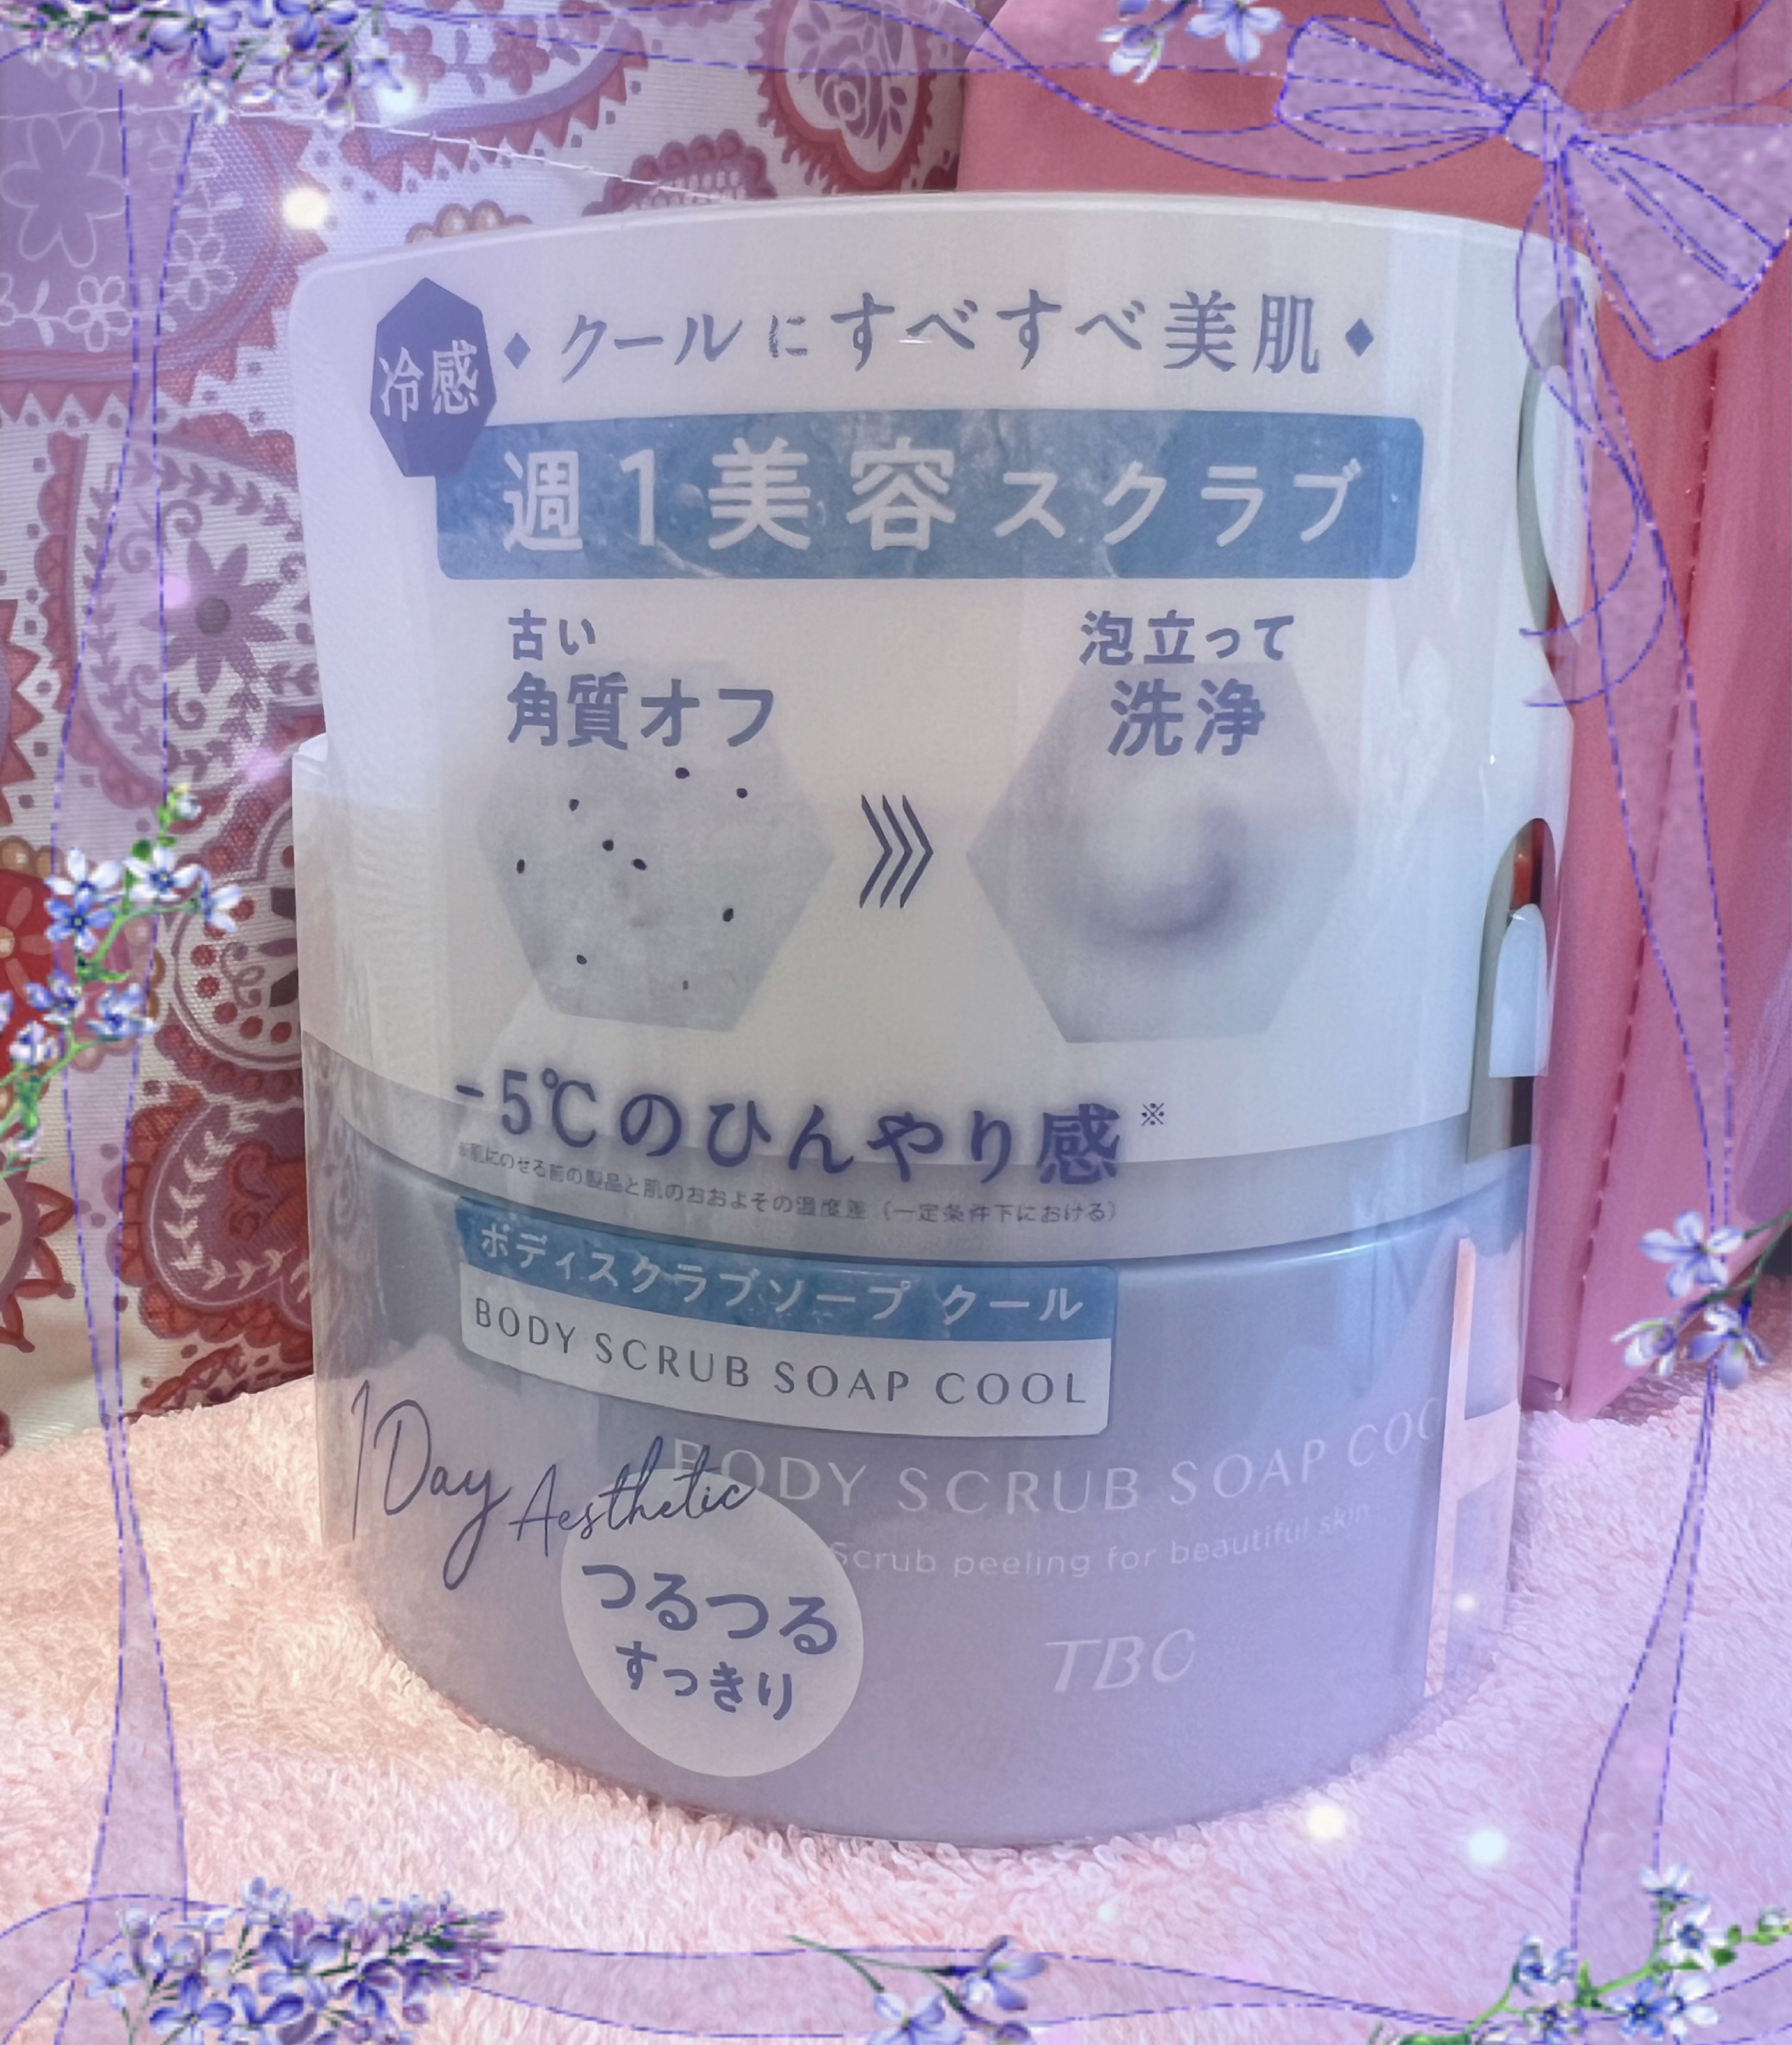 冷感
◆クールにすべすべ美肌◆
週1美容スクラブ
古い
角質オフ
泡立って
洗浄
-5℃のひんやり感※
※肌にのせる前の製品と肌のおおよその温度差（一定条件下における）
ボディスクラブソープ クール
BODY SCRUB SOAP COOL
1Day Aesthetic
BODY SCRUB SOAP COO
Scrub peeling for beautiful skin
つるつる
すっきり
TBC